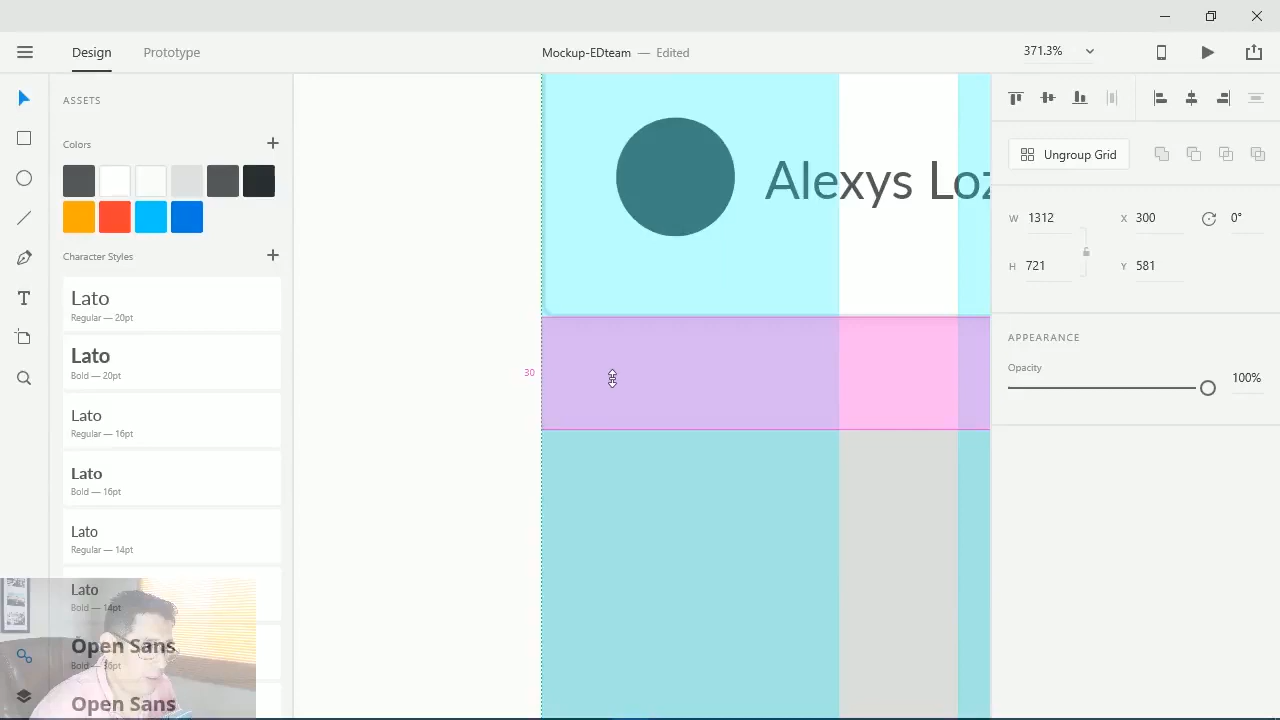 Design
Prototype
Mockup-EDteam — Edited
371.3%
ASSETS
Colors
Character Styles
Lato
Regular — 20pt
Lato
Bold — 20pt
Lato
Regular — 16pt
Lato
Bold — 16pt
Lato
Regular — 14pt
Lato
Bold — 14pt
Open Sans
Bold — 36pt
Open Sans
Alexys Loz
30
Ungroup Grid
W 1312
X 300
0°
H 721
Y 581
APPEARANCE
Opacity
100%